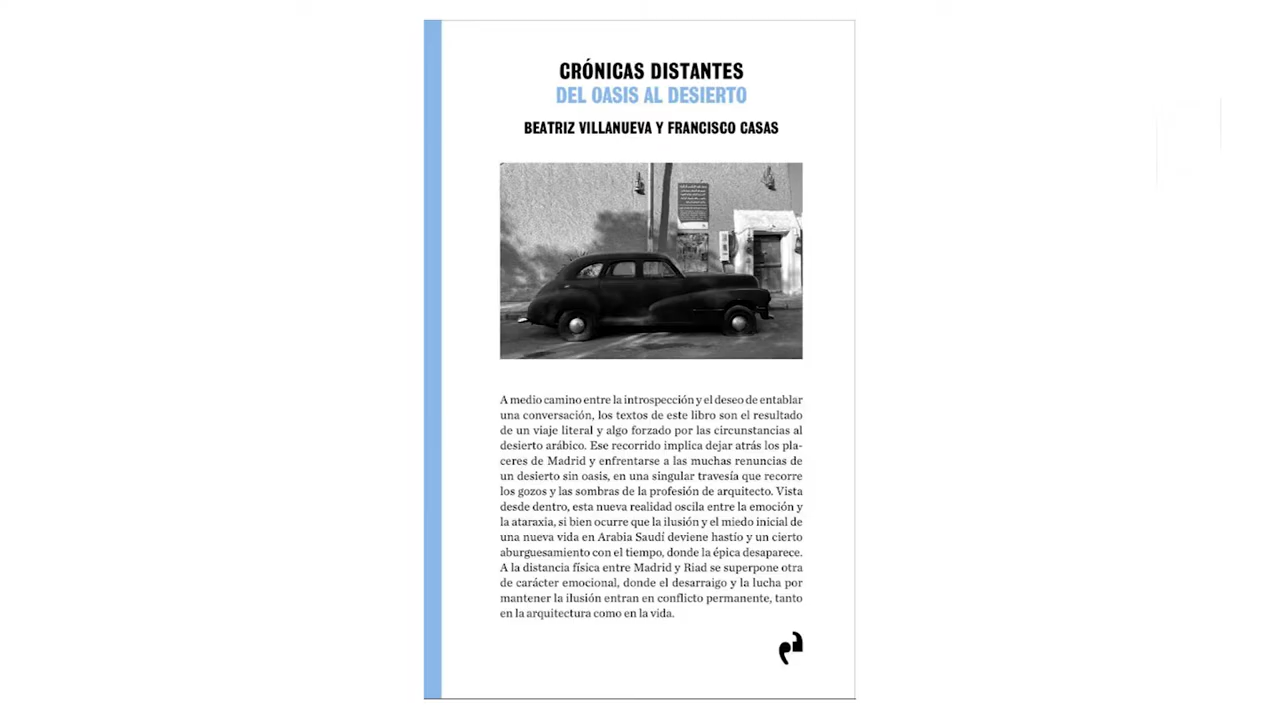 CRÓNICAS DISTANTES
DEL OASIS AL DESIERTO
BEATRIZ VILLANUEVA Y FRANCISCO CASAS
A medio camino entre la introspección y el deseo de entablar
una conversación, los textos de este libro son el resultado
de un viaje literal y algo forzado por las circunstancias al
desierto arábico. Ese recorrido implica dejar atrás los pla-
ceres de Madrid y enfrentarse a las muchas renuncias de
un desierto sin oasis, en una singular travesía que recorre
los gozos y las sombras de la profesión de arquitecto. Vista
desde dentro, esta nueva realidad oscila entre la emoción y
la ataraxia, si bien ocurre que la ilusión y el miedo inicial de
una nueva vida en Arabia Saudí deviene hastío y un cierto
aburguesamiento con el tiempo, donde la épica desaparece.
A la distancia física entre Madrid y Riad se superpone otra
de carácter emocional, donde el desarraigo y la lucha por
mantener la ilusión entran en conflicto permanente, tanto
en la arquitectura como en la vida.